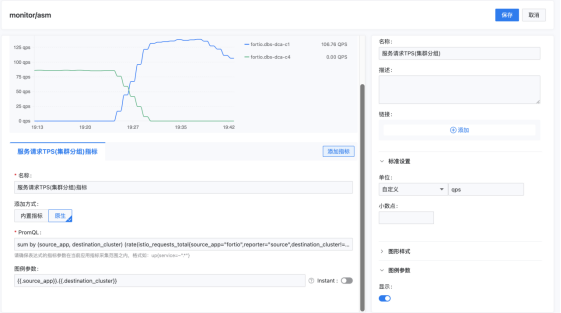 monitor/asm
保存 取消
125 qps
100 qps
75 qps
50 qps
25 qps
0 qps
19:13 19:20 19:27 19:35 19:42
fortio.dbs-dca-c1 106.76 QPS
fortio.dbs-dca-c4 0.00 QPS
服务请求TPS(集群分组)指标
添加指标
* 名称:
服务请求TPS(集群分组)指标
添加方式:
内置指标 原生
* PromQL:
sum by (source_app, destination_cluster) (rate(istio_requests_total{source_app="fortio",reporter="source",destination_cluster!=...
请确保表达式的指标参数在当前应用指标采集范围之内。格式如:
图例参数:
{{.source_app}}.{{.destination_cluster}}
Instant:
名称:
服务请求TPS(集群分组)
描述:
链接:
添加
标准设置
单位:
自定义 qps
小数点:
图形样式
图例参数
显示: